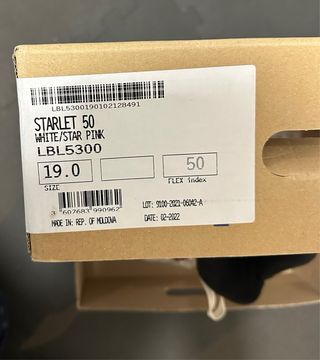 LBL5300190102128491
STARLET 50
WHITE/STAR PINK
LBL5300
19.0 50
SIZE FLEX index
3 607683 990962
LOT: 9100-2021-06042-A
MADE IN: REP. OF MOLDOVA DATE: 02-2022